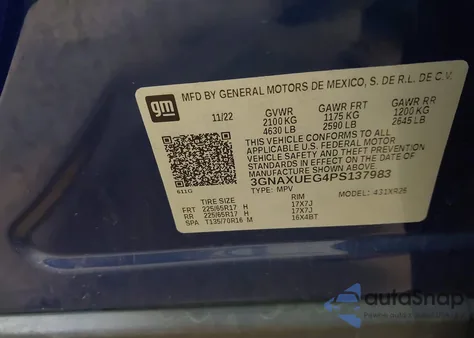 gm
MFD BY GENERAL MOTORS DE MEXICO, S. DE R.L. DE C.V.
11/22 GVWR GAWR FRT GAWR RR
2100 KG 1175 KG 1200 KG
4630 LB 2590 LB 2645 LB
THIS VEHICLE CONFORMS TO ALL
APPLICABLE U.S. FEDERAL MOTOR
VEHICLE SAFETY, BUMPER, AND THEFT
PREVENTION STANDARDS IN EFFECT ON
THE DATE OF MANUFACTURE SHOWN ABOVE.
3GNAXUEG4PS137983
TYPE: MPV MODEL: 431XR26
611G
TIRE SIZE RIM
FRT 225/65R17 H 17X7J
RR 225/65R17 H 17X7J
SPA T135/70R16 M 16X4BT
autoSnap